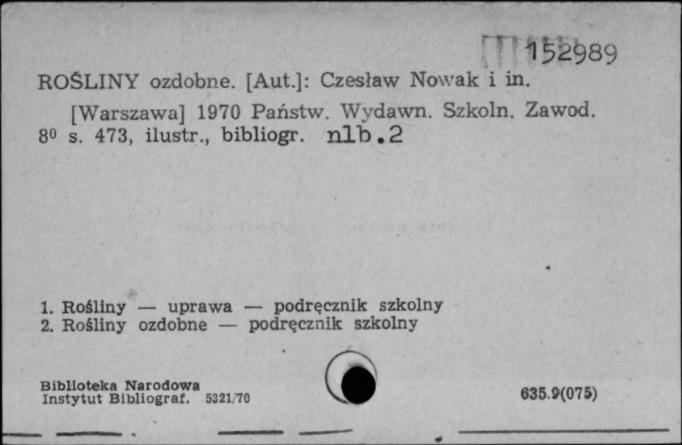 152989
ROŚLINY ozdobne. [Aut.]: Czesław Nowak i in.
[Warszawa] 1970 Państw. Wydawn. Szkoln. Zawod.
8⁰ s. 473, ilustr., bibliogr. nlb.2
1. Rośliny — uprawa — podręcznik szkolny
2. Rośliny ozdobne — podręcznik szkolny
Biblioteka Narodowa
Instytut Bibliograf. 5321/70
635.9(075)